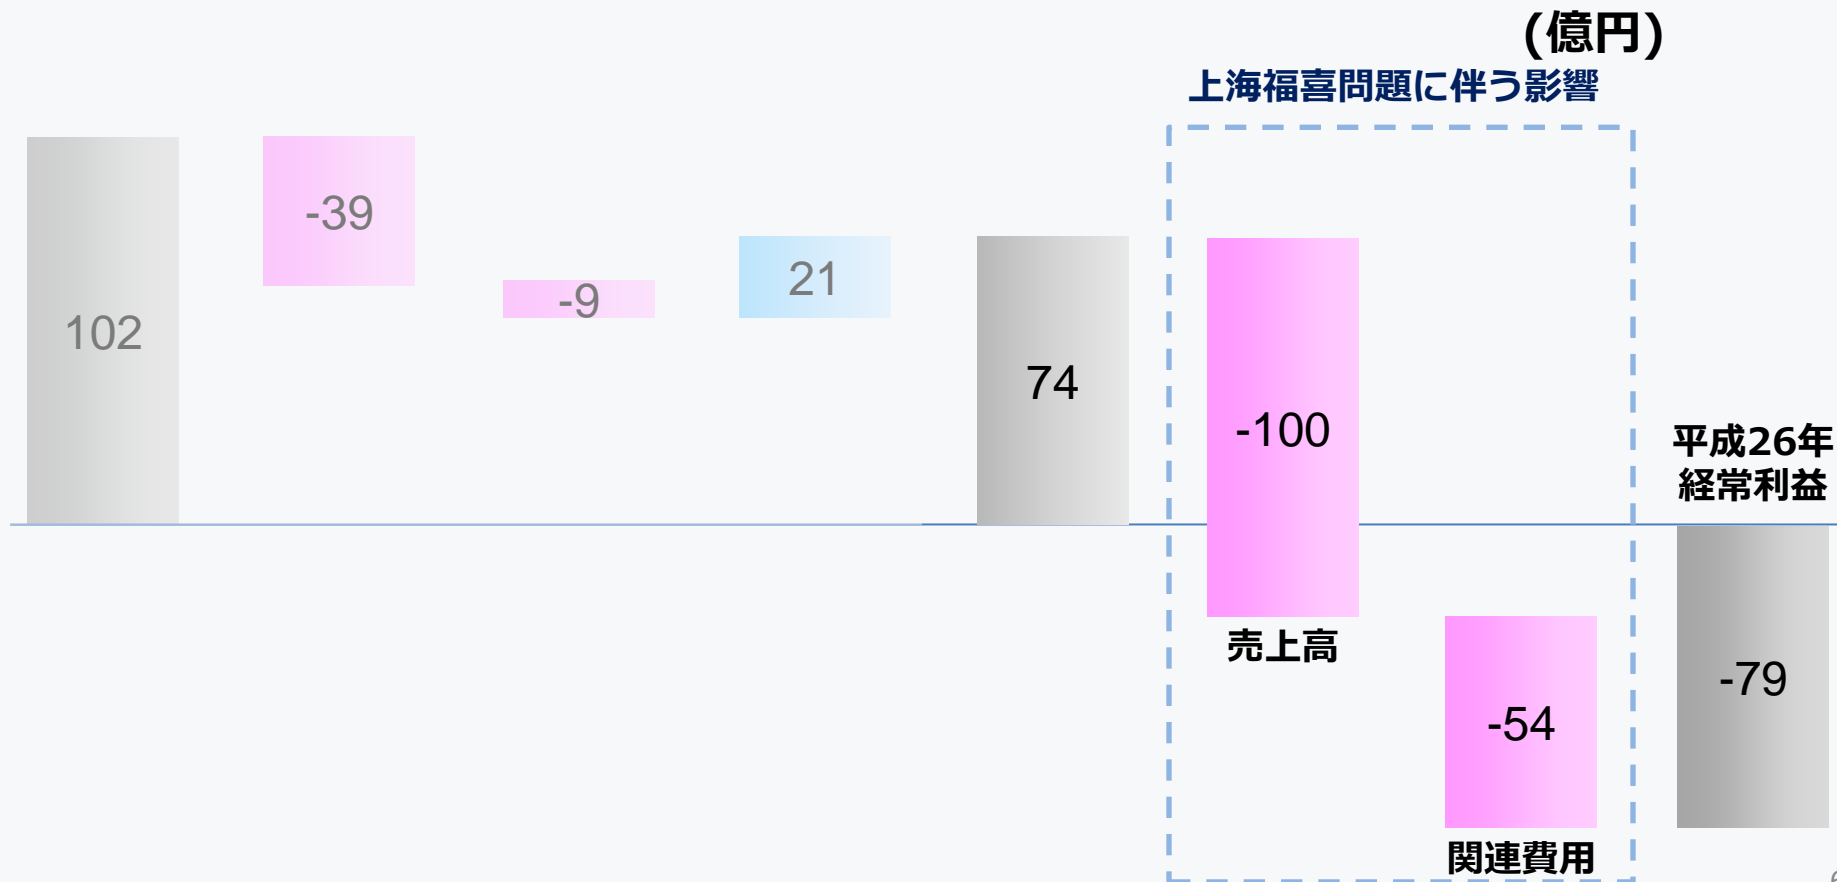 (億円)
上海福喜問題に伴う影響
102
-39
-9
21
74
-100
売上高
-54
関連費用
平成26年
経常利益
-79